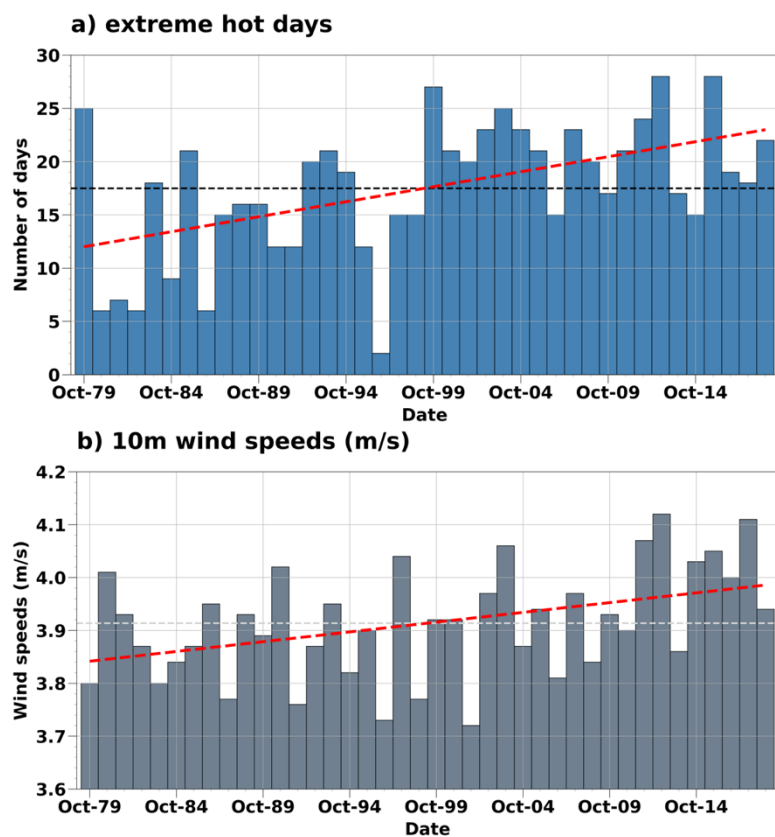 a) extreme hot days
30
25
20
15
10
5
0
Number of days
Oct-79 Oct-84 Oct-89 Oct-94 Oct-99 Oct-04 Oct-09 Oct-14
Date
b) 10m wind speeds (m/s)
4.2
4.1
4.0
3.9
3.8
3.7
3.6
Wind speeds (m/s)
Oct-79 Oct-84 Oct-89 Oct-94 Oct-99 Oct-04 Oct-09 Oct-14
Date